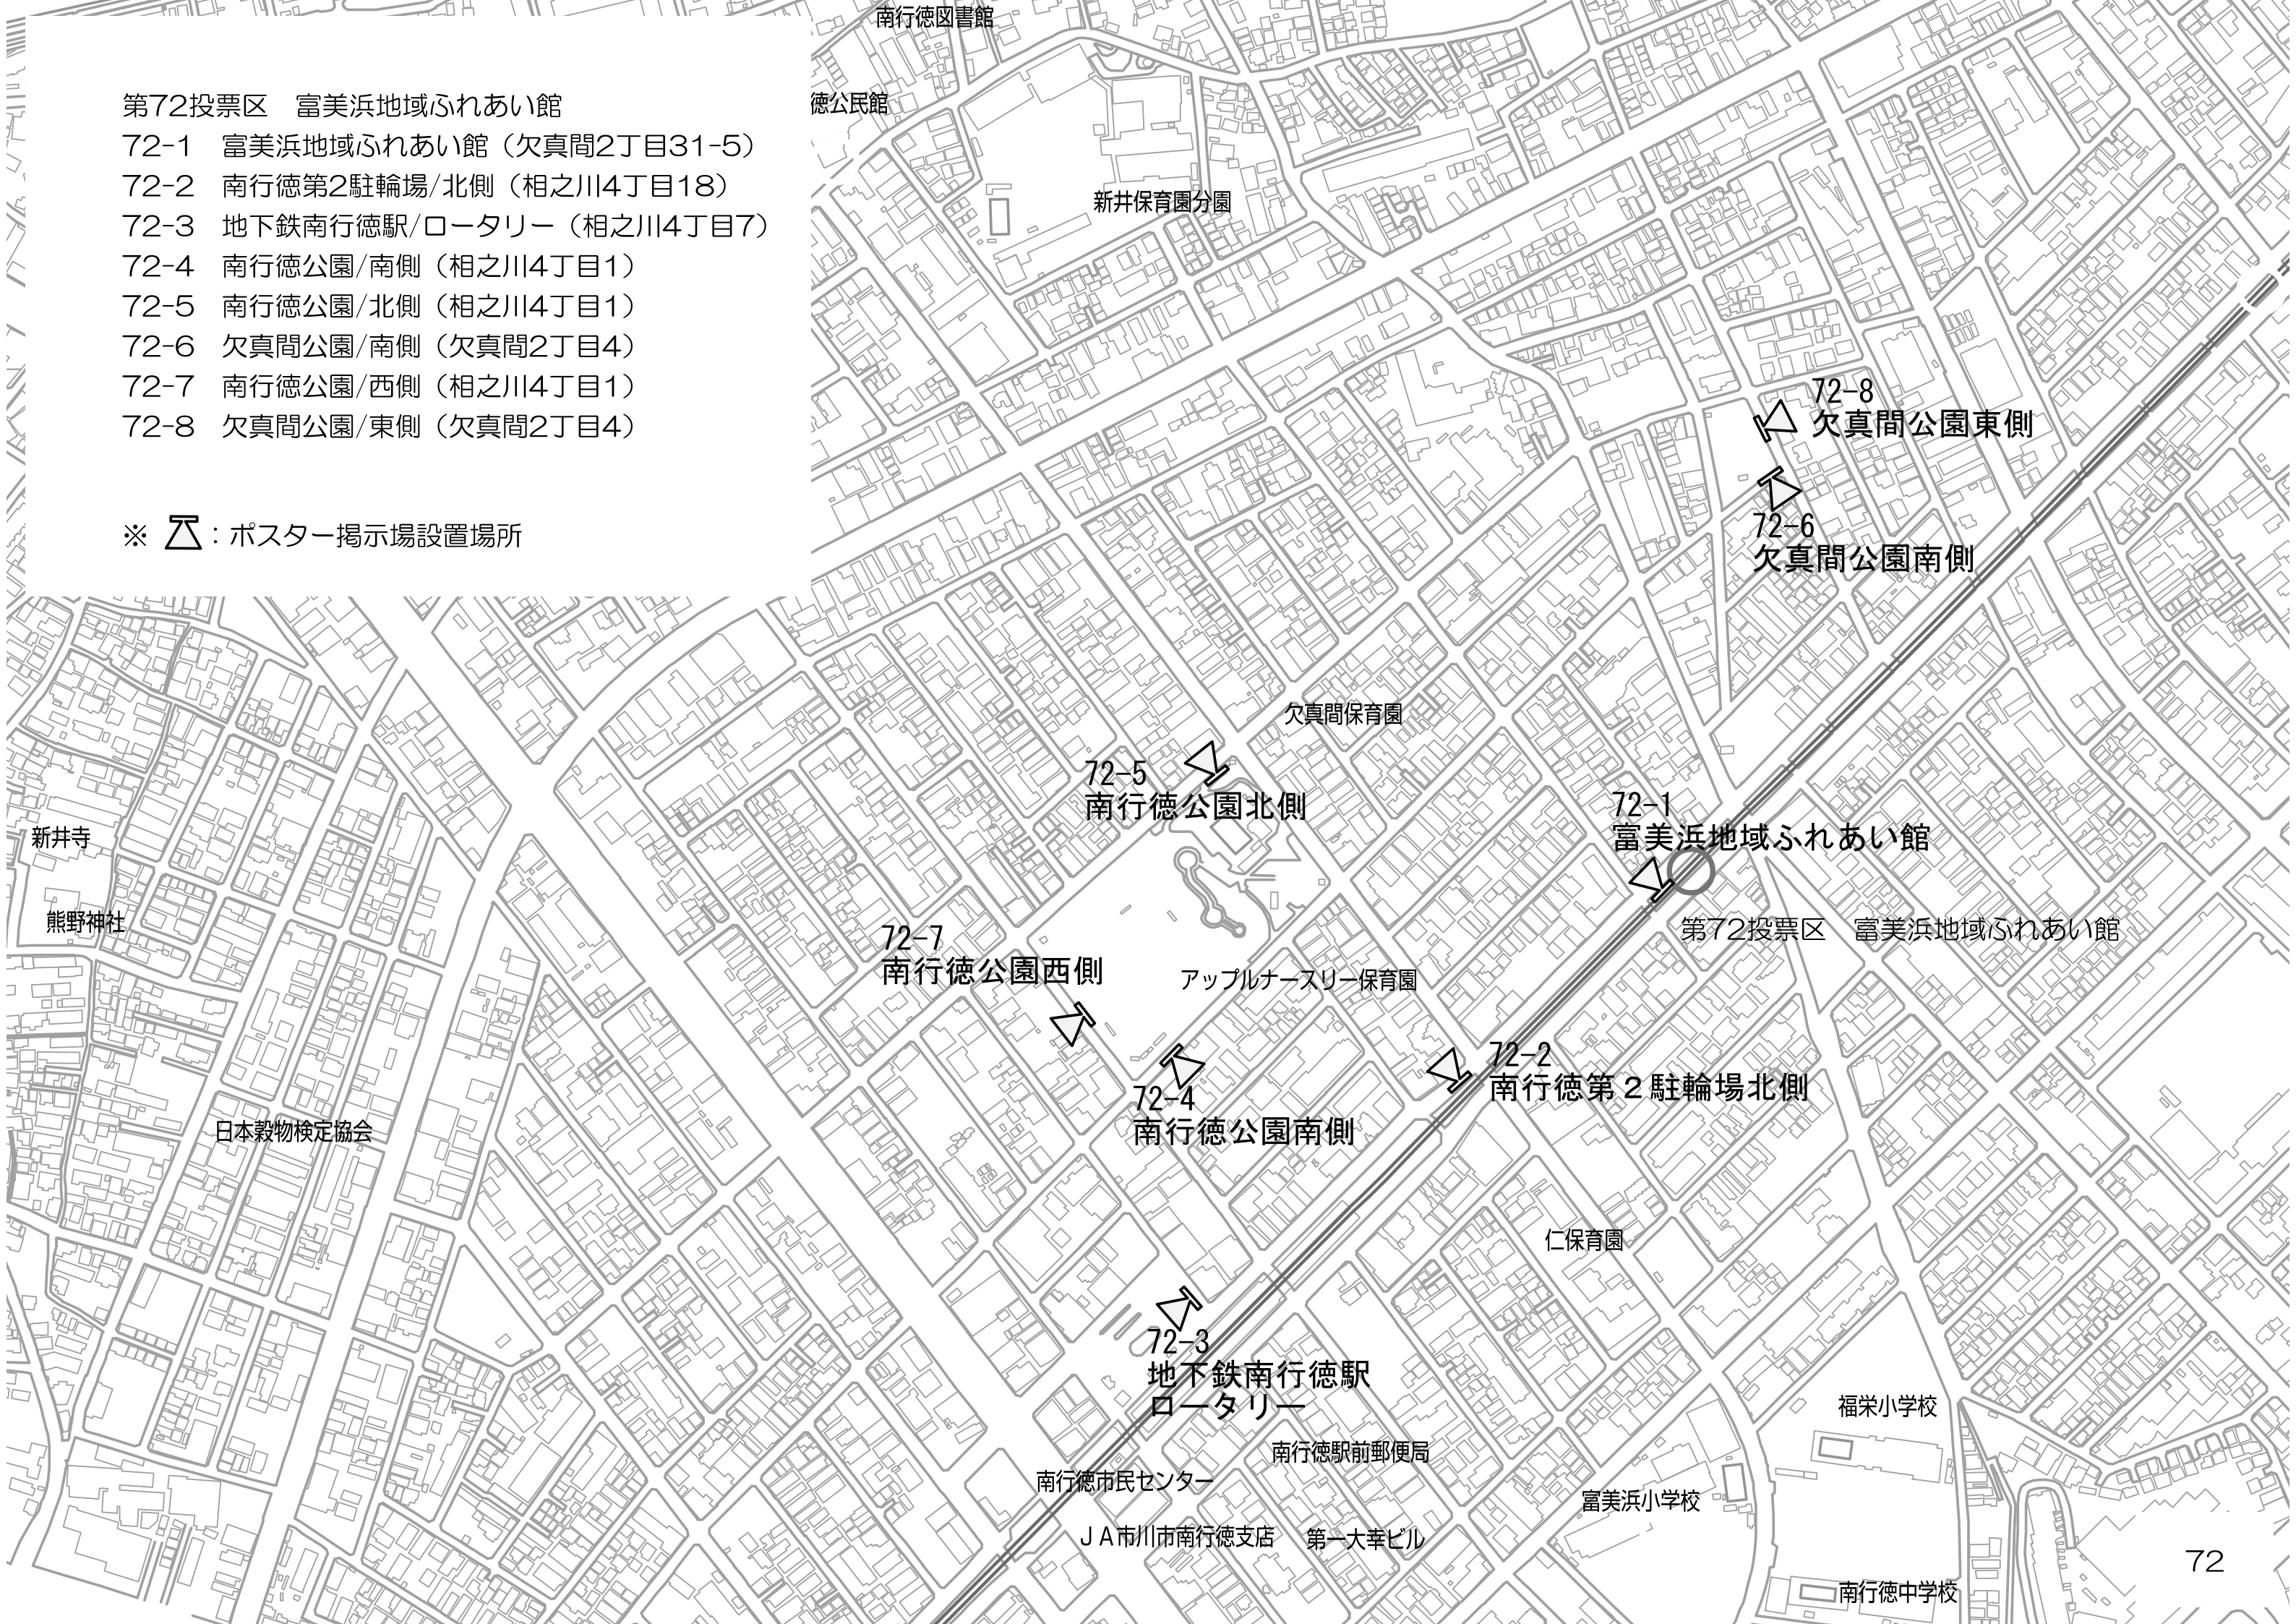 南行徳図書館
第72投票区　富美浜地域ふれあい館
徳公民館
72-1　富美浜地域ふれあい館（欠真間2丁目31-5）
72-2　南行徳第2駐輪場/北側（相之川4丁目18）
72-3　地下鉄南行徳駅/ロータリー（相之川4丁目7）
72-4　南行徳公園/南側（相之川4丁目1）
72-5　南行徳公園/北側（相之川4丁目1）
72-6　欠真間公園/南側（欠真間2丁目4）
72-7　南行徳公園/西側（相之川4丁目1）
72-8　欠真間公園/東側（欠真間2丁目4）
※　：ポスター掲示場設置場所
新井保育園分園
72-8
欠真間公園東側
72-6
欠真間公園南側
欠真間保育園
72-5
南行徳公園北側
72-1
富美浜地域ふれあい館
新井寺
熊野神社
第72投票区　富美浜地域ふれあい館
72-7
南行徳公園西側
アップルナースリー保育園
72-2
南行徳第２駐輪場北側
72-4
南行徳公園南側
日本穀物検定協会
仁保育園
72-3
地下鉄南行徳駅
ロータリー
福栄小学校
南行徳駅前郵便局
南行徳市民センター
富美浜小学校
ＪＡ市川市南行徳支店
第一大幸ビル
72
南行徳中学校